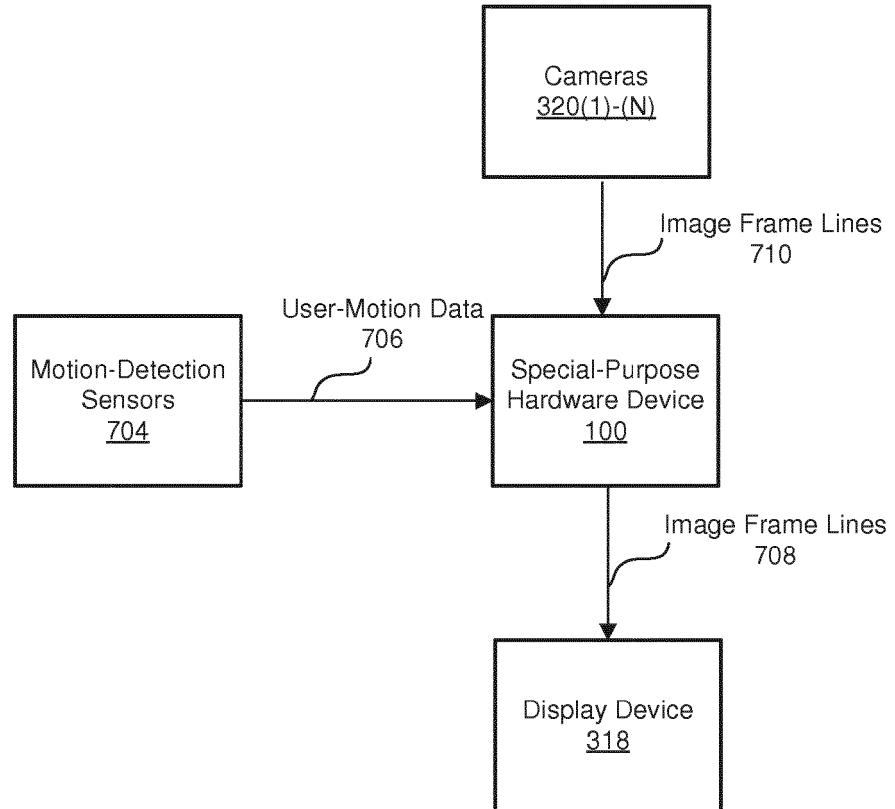 Cameras
320(1)-(N)
Image Frame Lines
710
User-Motion Data
706
Motion-Detection
Sensors
704
Special-Purpose
Hardware Device
100
Image Frame Lines
708
Display Device
318